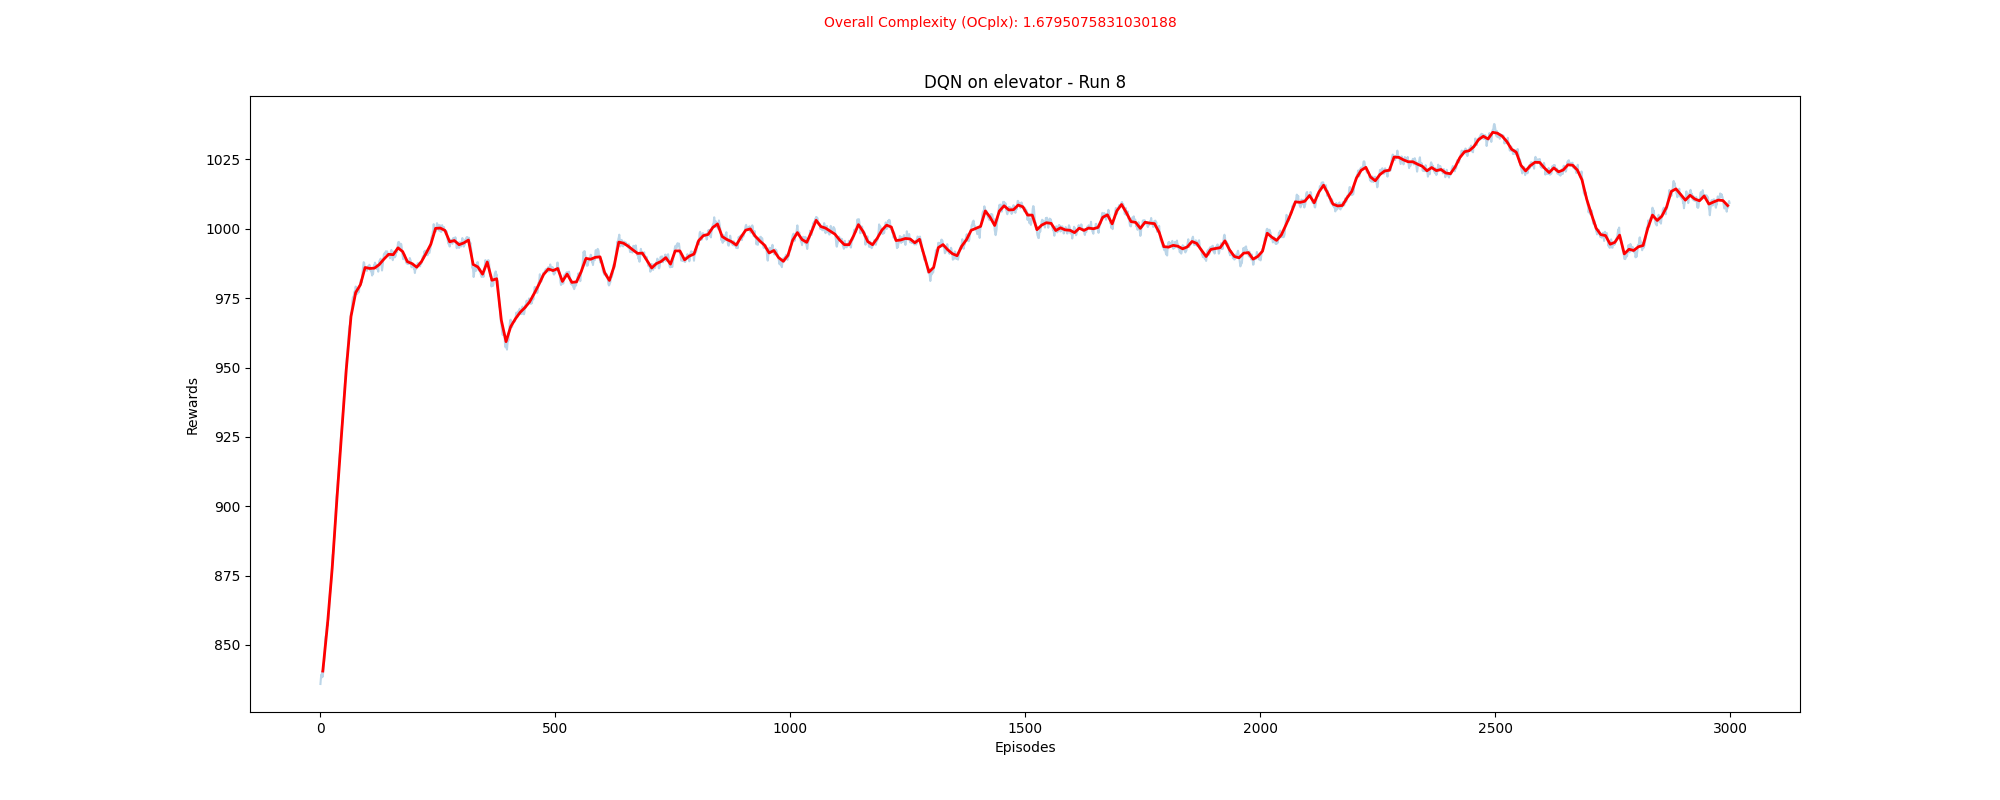 Overall Complexity (OCplx): 1.6795075831030188
DQN on elevator - Run 8
1025
1000
975
950
925
900
875
850
Rewards
0 500 1000 1500 2000 2500 3000
Episodes